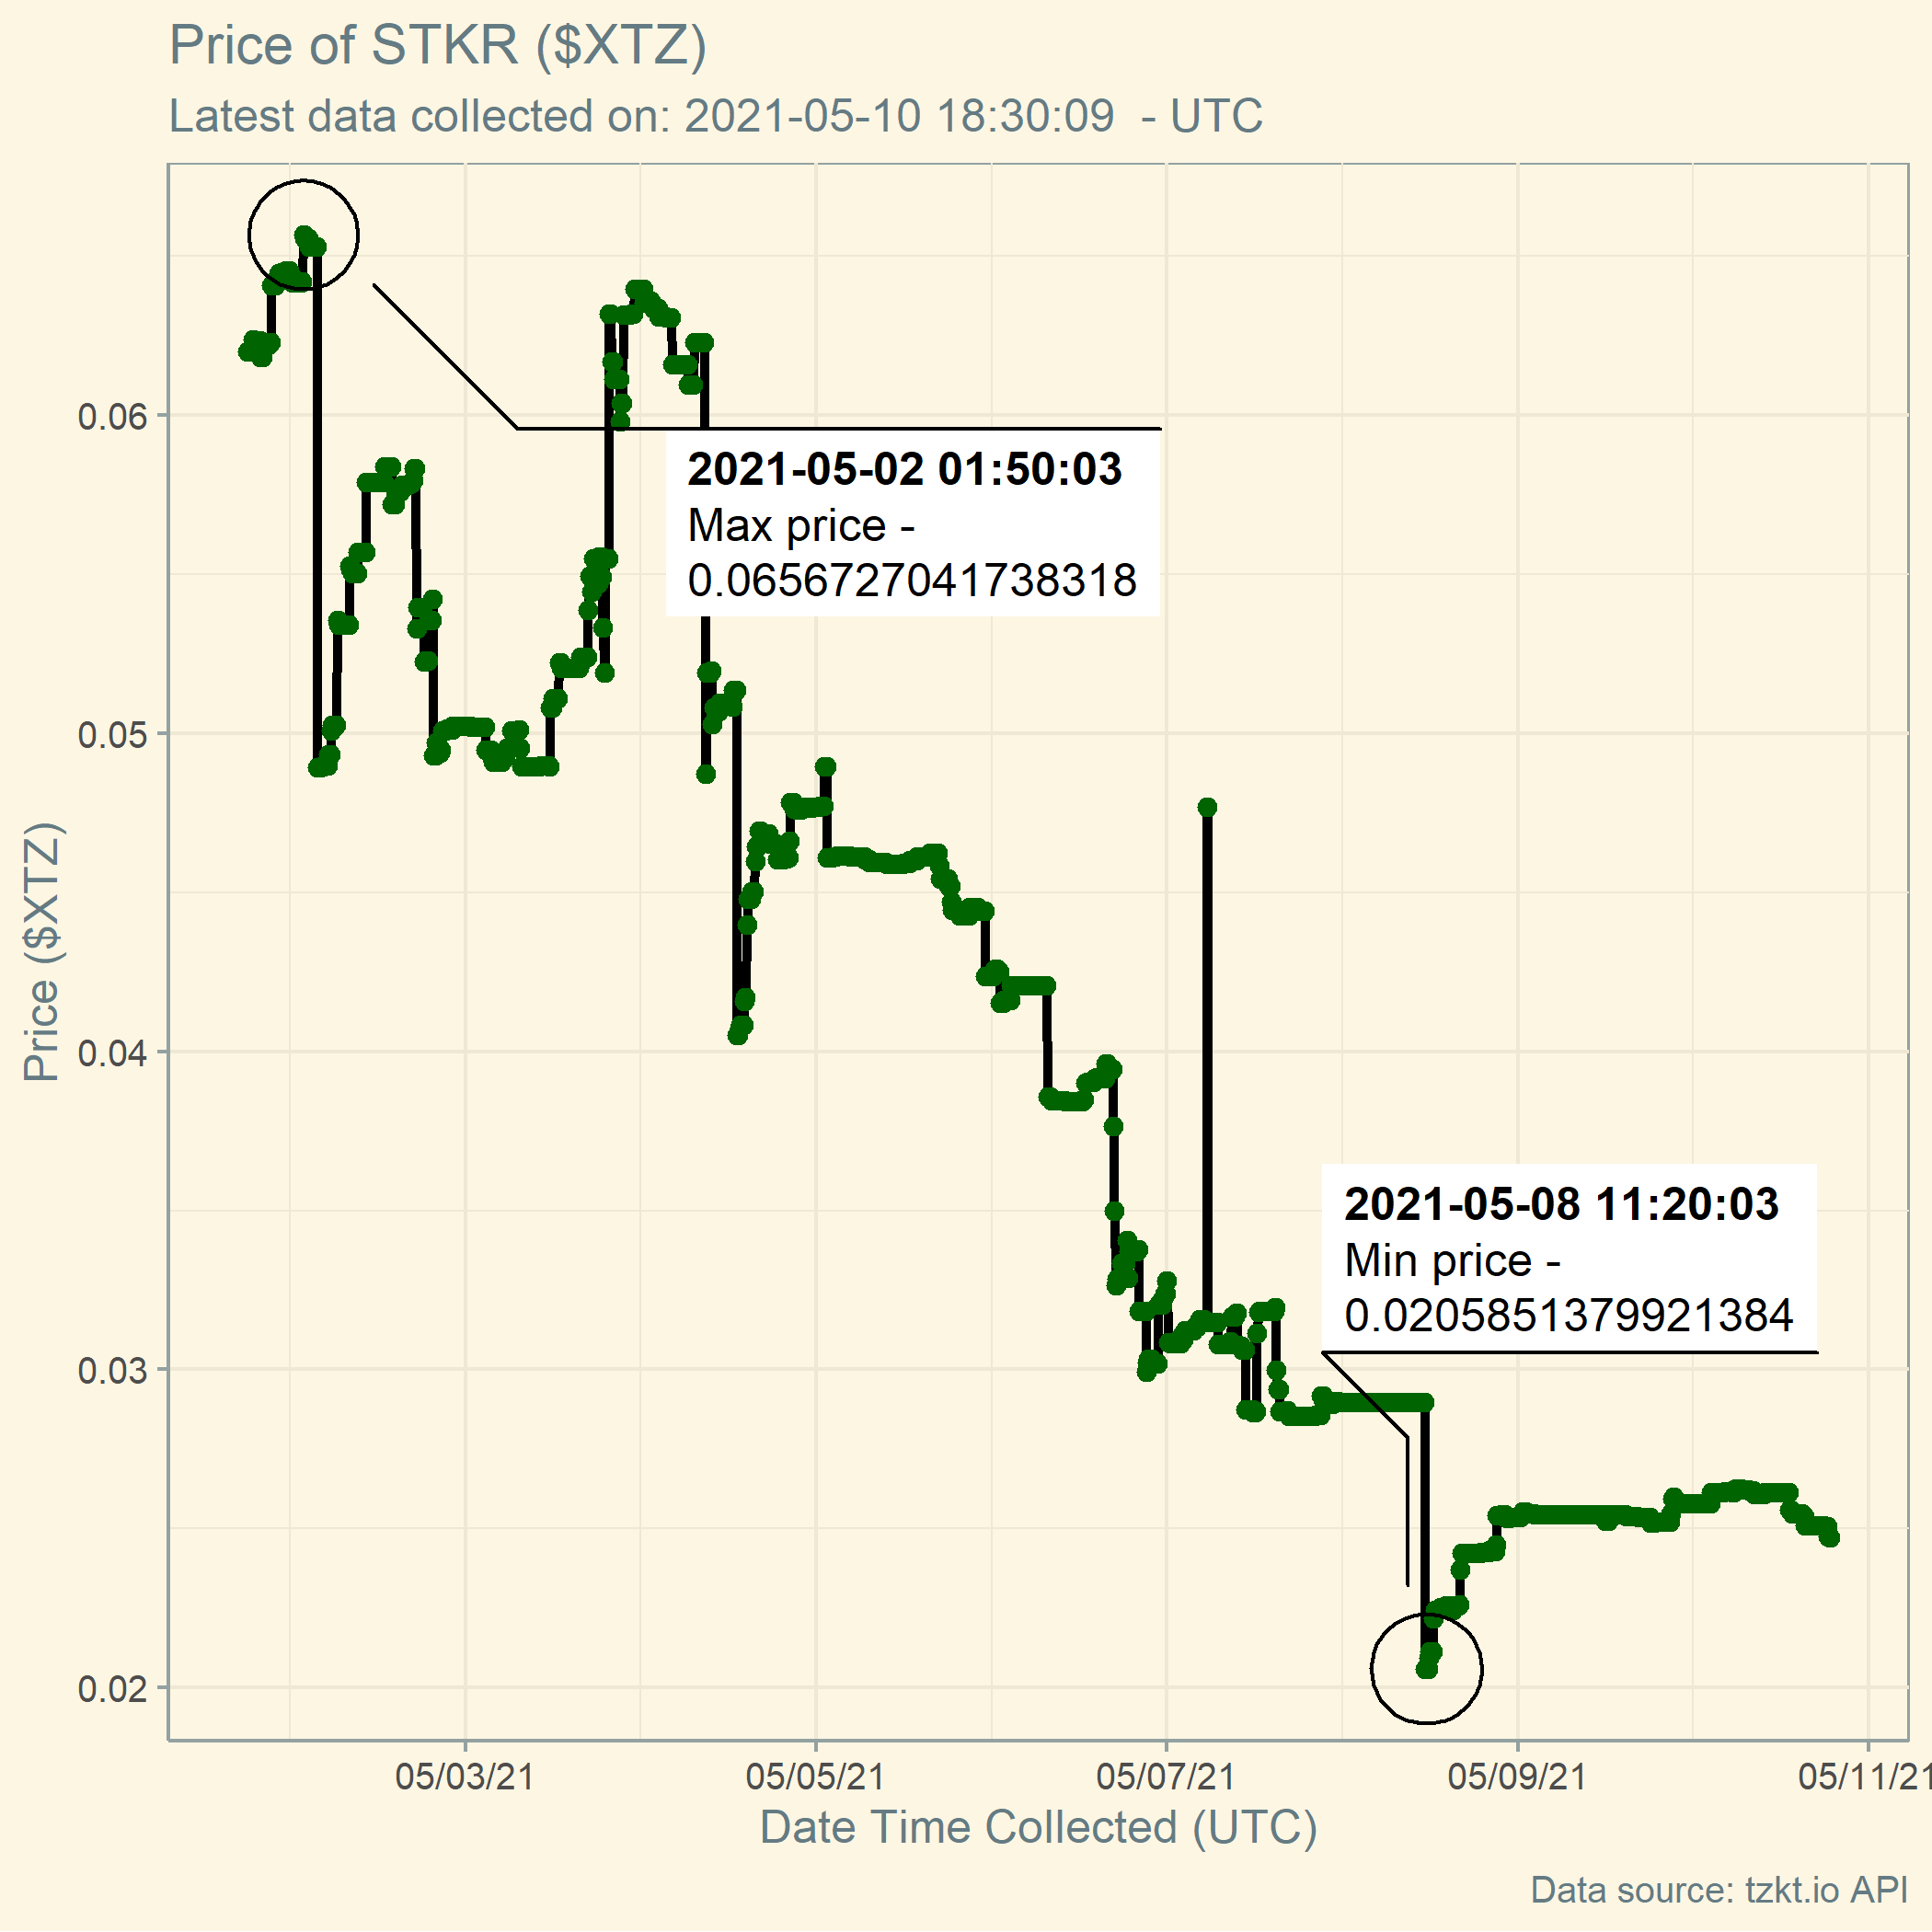 Price of STKR ($XTZ)
Latest data collected on: 2021-05-10 18:30:09  - UTC
Price ($XTZ)
0.06
0.05
0.04
0.03
0.02
2021-05-02 01:50:03
Max price -
0.0656727041738318
2021-05-08 11:20:03
Min price -
0.0205851379921384
05/03/21
05/05/21
05/07/21
05/09/21
05/11/21
Date Time Collected (UTC)
Data source: tzkt.io API